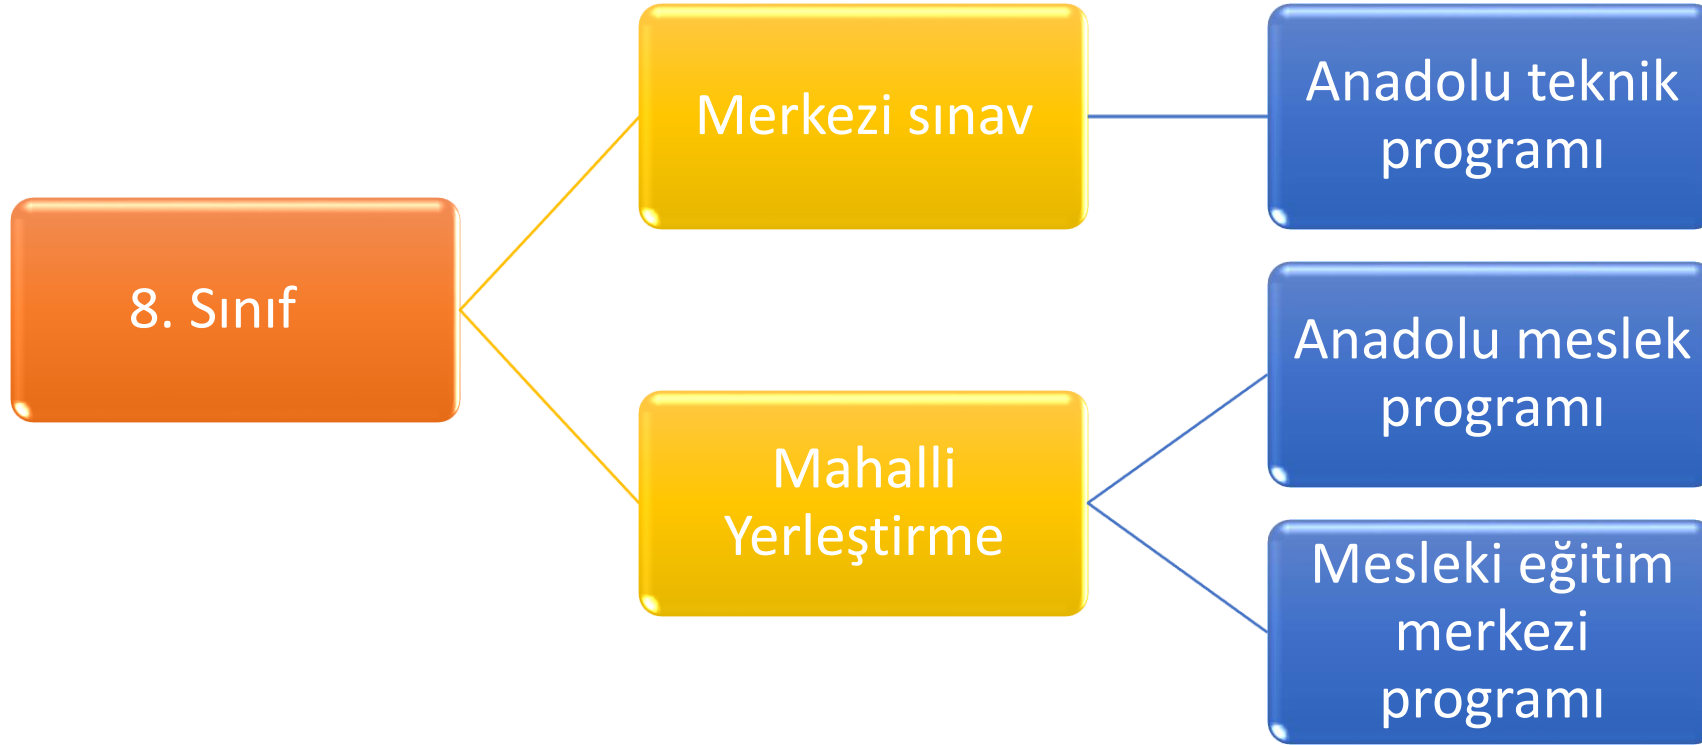 8. Sınıf
Merkezi sınav
Anadolu teknik
programı
Mahalli
Yerleştirme
Anadolu meslek
programı
Mesleki eğitim
merkezi
programı